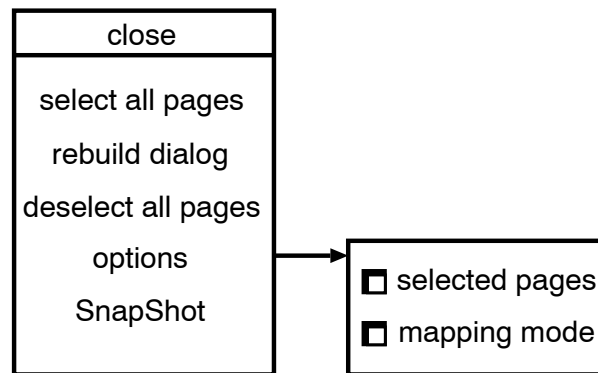 close
select all pages
rebuild dialog
deselect all pages
options
SnapShot
selected pages
mapping mode